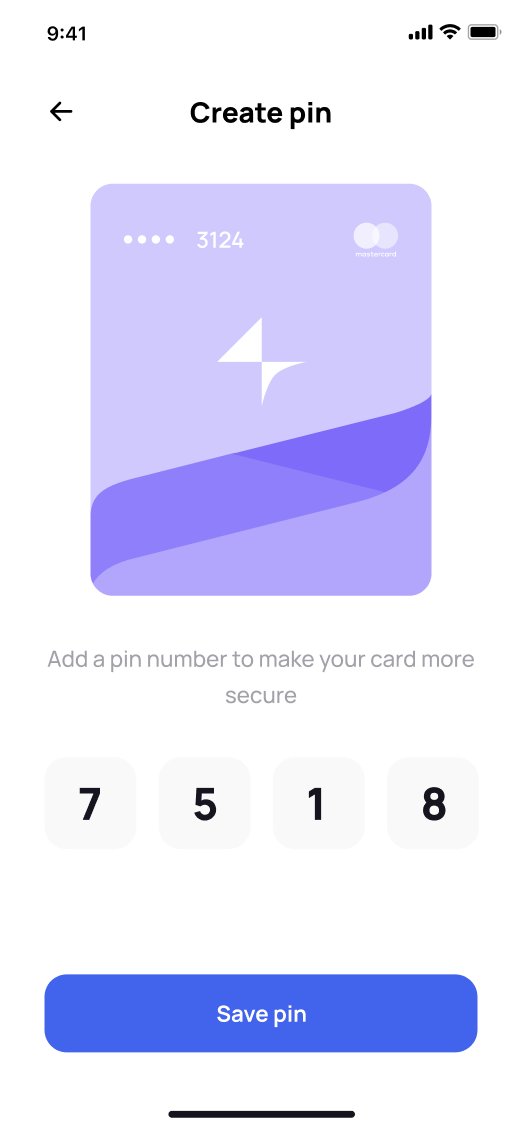 9:41
Create pin
•••• 3124
mastercard
Add a pin number to make your card more
secure
7 5 1 8
Save pin